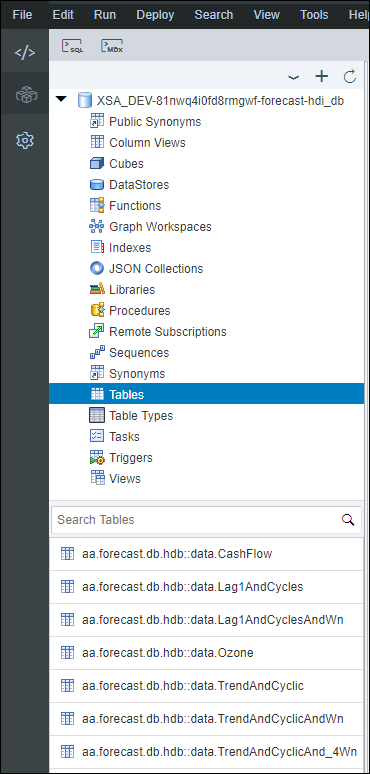 File Edit Run Deploy Search View Tools Help
SQL MDX
XSA_DEV-81nwq4i0fd8rmgwf-forecast-hdi_db
Public Synonyms
Column Views
Cubes
DataStores
Functions
Graph Workspaces
Indexes
JSON Collections
Libraries
Procedures
Remote Subscriptions
Sequences
Synonyms
Tables
Table Types
Tasks
Triggers
Views
Search Tables
aa.forecast.db.hdb::data.CashFlow
aa.forecast.db.hdb::data.Lag1AndCycles
aa.forecast.db.hdb::data.Lag1AndCyclesAndWn
aa.forecast.db.hdb::data.Ozone
aa.forecast.db.hdb::data.TrendAndCyclic
aa.forecast.db.hdb::data.TrendAndCyclicAndWn
aa.forecast.db.hdb::data.TrendAndCyclicAnd_4Wn